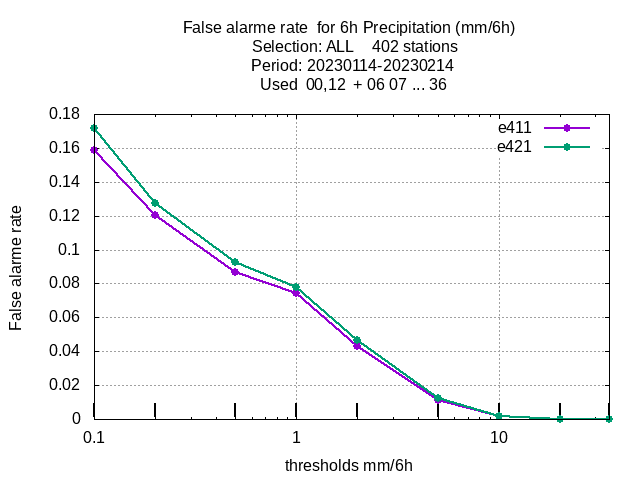 False alarme rate  for 6h Precipitation (mm/6h)
Selection: ALL    402 stations
Period: 20230114-20230214
Used  00,12  + 06 07 ... 36
e411
e421
0.18
0.16
0.14
0.12
0.1
0.08
0.06
0.04
0.02
0
False alarme rate
0.1
1
10
thresholds mm/6h